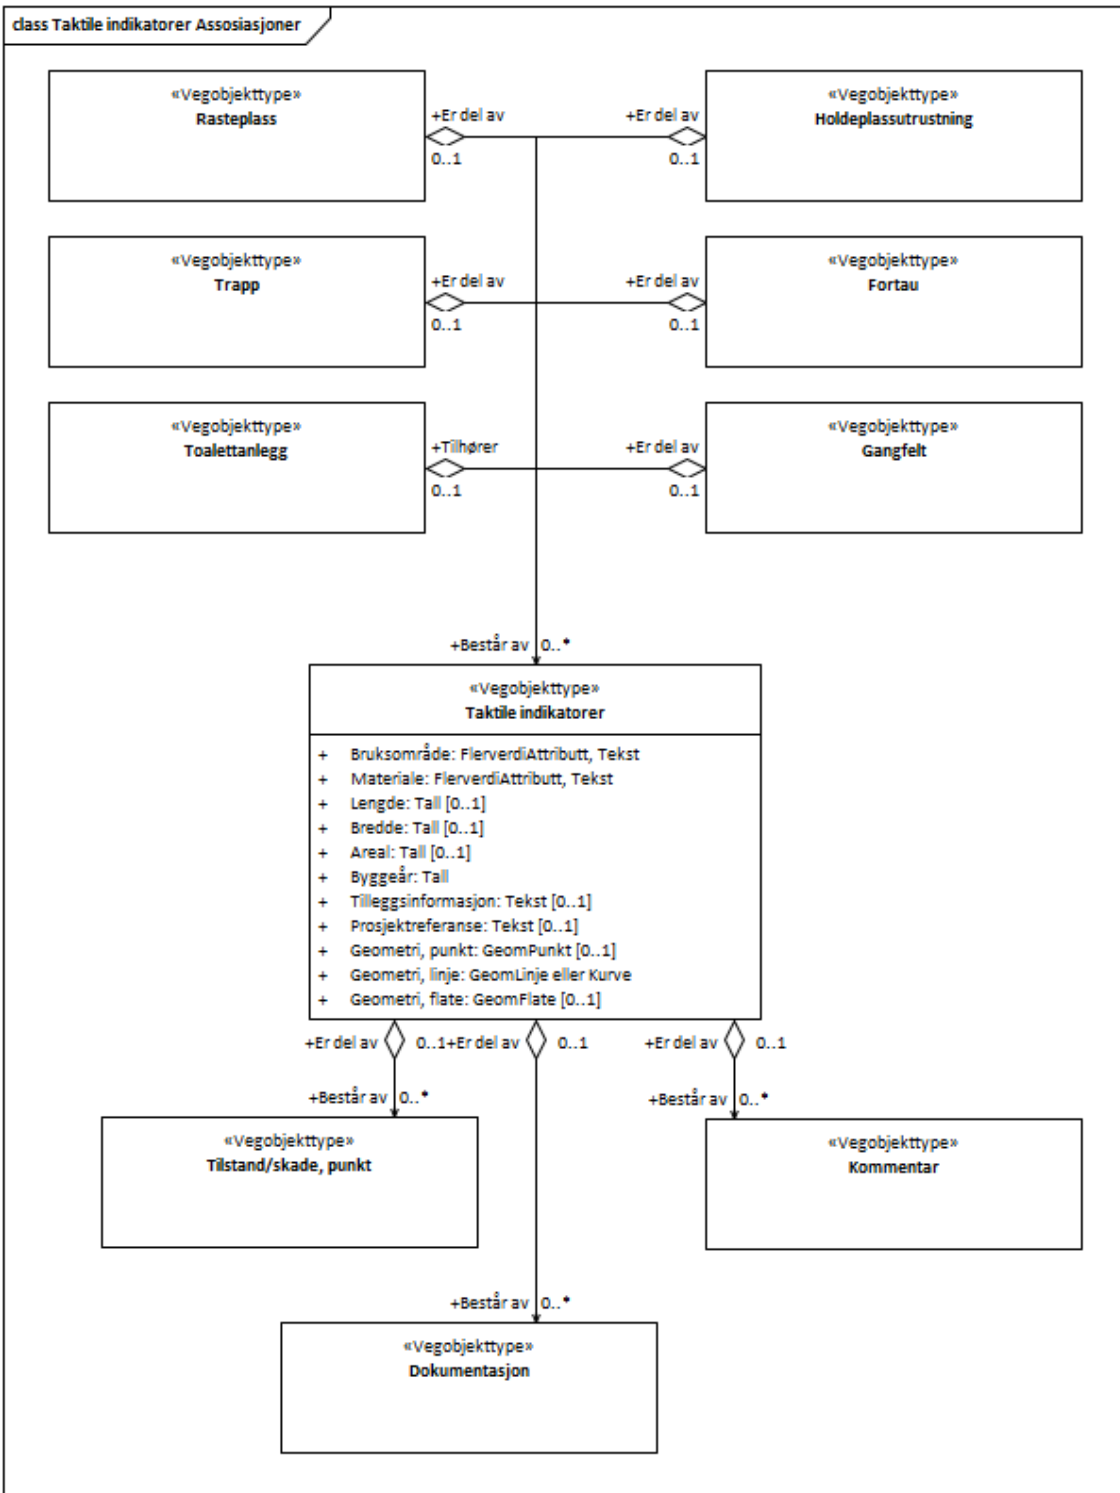 class Taktile indikatorer Assosiasjoner
«Vegobjekttype»
Rasteplass
+Er del av
0..1
+Er del av
0..1
«Vegobjekttype»
Holdeplassutrustning
«Vegobjekttype»
Trapp
+Er del av
0..1
+Er del av
0..1
«Vegobjekttype»
Fortau
«Vegobjekttype»
Toalettanlegg
+Tilhører
0..1
+Er del av
0..1
«Vegobjekttype»
Gangfelt
+Består av 0..*
«Vegobjekttype»
Taktile indikatorer
+ Bruksområde: FlerverdiAttributt, Tekst
+ Materiale: FlerverdiAttributt, Tekst
+ Lengde: Tall [0..1]
+ Bredde: Tall [0..1]
+ Areal: Tall [0..1]
+ Byggeår: Tall
+ Tilleggsinformasjon: Tekst [0..1]
+ Prosjektreferanse: Tekst [0..1]
+ Geometri, punkt: GeomPunkt [0..1]
+ Geometri, linje: GeomLinje eller Kurve
+ Geometri, flate: GeomFlate [0..1]
+Er del av 0..1 +Er del av 0..1 +Er del av 0..1
+Består av 0..*
+Består av 0..*
«Vegobjekttype»
Tilstand/skade, punkt
«Vegobjekttype»
Kommentar
+Består av 0..*
«Vegobjekttype»
Dokumentasjon